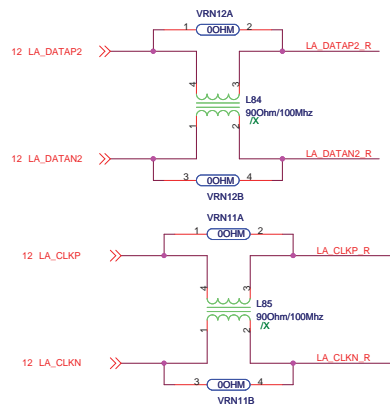 VRN12A
1 0OHM 2
12 LA_DATAP2 LA_DATAP2_R
4 3
L84
90Ohm/100Mhz
/X
1 2
12 LA_DATAN2 LA_DATAN2_R
3 0OHM 4
VRN12B
VRN11A
1 0OHM 2
12 LA_CLKP LA_CLKP_R
4 3
L85
90Ohm/100Mhz
/X
1 2
12 LA_CLKN LA_CLKN_R
3 0OHM 4
VRN11B